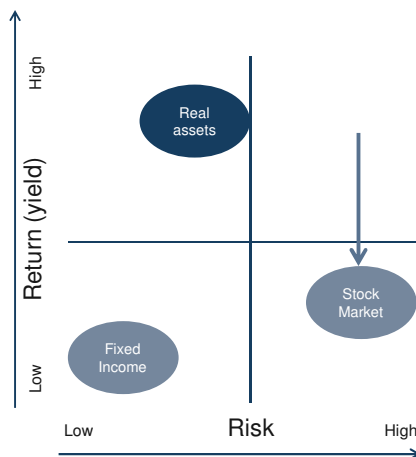 High
Real
assets
Return (yield)
Stock
Market
Fixed
Income
Low
Low
Risk
High